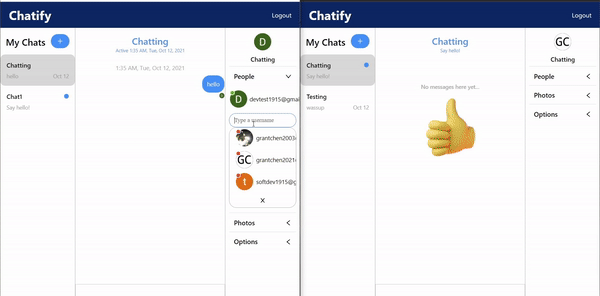 Chatify
Logout
My Chats
+
Chatting
hello
Oct 12
Chat1
Say hello!
Chatting
Active 1:35 AM, Tue, Oct 12, 2021
1:35 AM, Tue, Oct 12, 2021
hello
D
Chatting
People
D
devtest1915@gmai
Type a username
grantchen2003
GC
grantchen2021
t
softdev1915@g
x
Photos
Options
Chatify
Logout
My Chats
+
Chatting
Say hello!
Testing
wassup
Oct 12
Chatting
Say hello!
No messages here yet...
GC
Chatting
People
Photos
Options